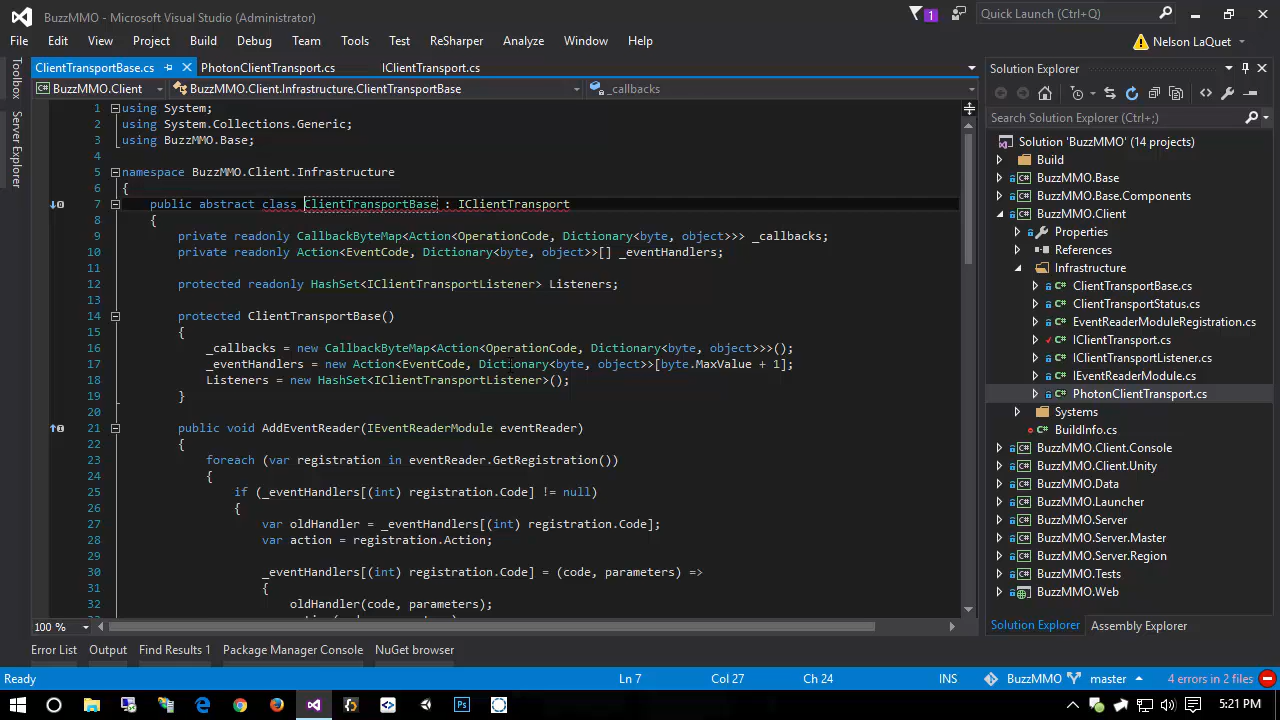 BuzzMMO - Microsoft Visual Studio (Administrator)
1
Quick Launch (Ctrl+Q)
File Edit View Project Build Debug Team Tools Test ReSharper Analyze Window Help
Nelson LaQuet
Toolbox
Server Explorer
ClientTransportBase.cs PhotonClientTransport.cs IClientTransport.cs
BuzzMMO.Client BuzzMMO.Client.Infrastructure.ClientTransportBase _callbacks
1 using System;
2 using System.Collections.Generic;
3 using BuzzMMO.Base;
4
5 namespace BuzzMMO.Client.Infrastructure
6 {
7 public abstract class ClientTransportBase : IClientTransport
8 {
9 private readonly CallbackByteMap<Action<OperationCode, Dictionary<byte, object>>> _callbacks;
10 private readonly Action<EventCode, Dictionary<byte, object>>[] _eventHandlers;
11
12 protected readonly HashSet<IClientTransportListener> Listeners;
13
14 protected ClientTransportBase()
15 {
16 _callbacks = new CallbackByteMap<Action<OperationCode, Dictionary<byte, object>>>();
17 _eventHandlers = new Action<EventCode, Dictionary<byte, object>>[byte.MaxValue + 1];
18 Listeners = new HashSet<IClientTransportListener>();
19 }
20
21 public void AddEventReader(IEventReaderModule eventReader)
22 {
23 foreach (var registration in eventReader.GetRegistration())
24 {
25 if (_eventHandlers[(int) registration.Code] != null)
26 {
27 var oldHandler = _eventHandlers[(int) registration.Code];
28 var action = registration.Action;
29
30 _eventHandlers[(int) registration.Code] = (code, parameters) =>
31 {
32 oldHandler(code, parameters);
100 %
Solution Explorer
Search Solution Explorer (Ctrl+;)
Solution 'BuzzMMO' (14 projects)
Build
BuzzMMO.Base
BuzzMMO.Base.Components
BuzzMMO.Client
Properties
References
Infrastructure
ClientTransportBase.cs
ClientTransportStatus.cs
EventReaderModuleRegistration.cs
IClientTransport.cs
IClientTransportListener.cs
IEventReaderModule.cs
PhotonClientTransport.cs
Systems
BuildInfo.cs
BuzzMMO.Client.Console
BuzzMMO.Client.Unity
BuzzMMO.Data
BuzzMMO.Launcher
BuzzMMO.Server
BuzzMMO.Server.Master
BuzzMMO.Server.Region
BuzzMMO.Tests
BuzzMMO.Web
Solution Explorer Assembly Explorer
Error List Output Find Results 1 Package Manager Console NuGet browser
Ready Ln 7 Col 27 Ch 24 INS BuzzMMO master 4 errors in 2 files
Ps
5:21 PM